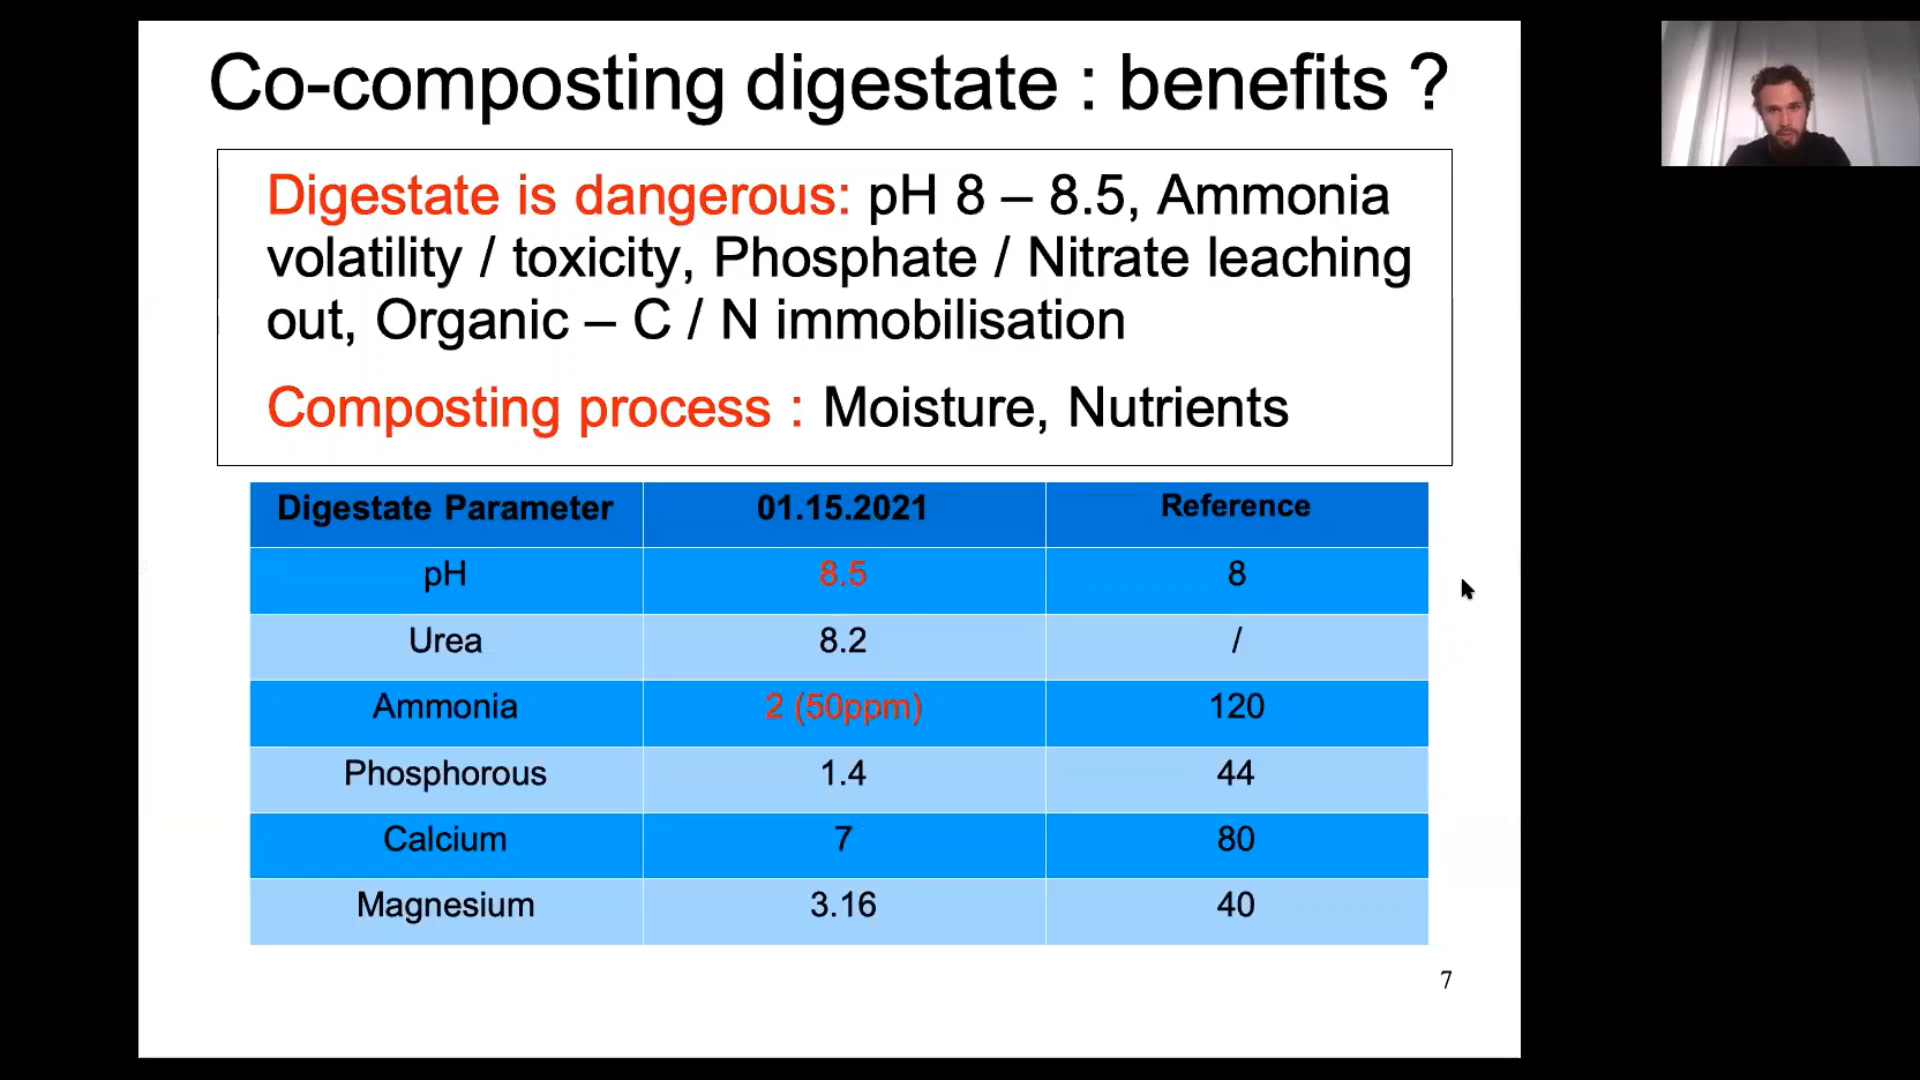 Co-composting digestate : benefits ?
Digestate is dangerous: pH 8 – 8.5, Ammonia
volatility / toxicity, Phosphate / Nitrate leaching
out, Organic – C / N immobilisation
Composting process : Moisture, Nutrients
Digestate Parameter 01.15.2021 Reference
pH 8.5 8
Urea 8.2 /
Ammonia 2 (50ppm) 120
Phosphorous 1.4 44
Calcium 7 80
Magnesium 3.16 40
7